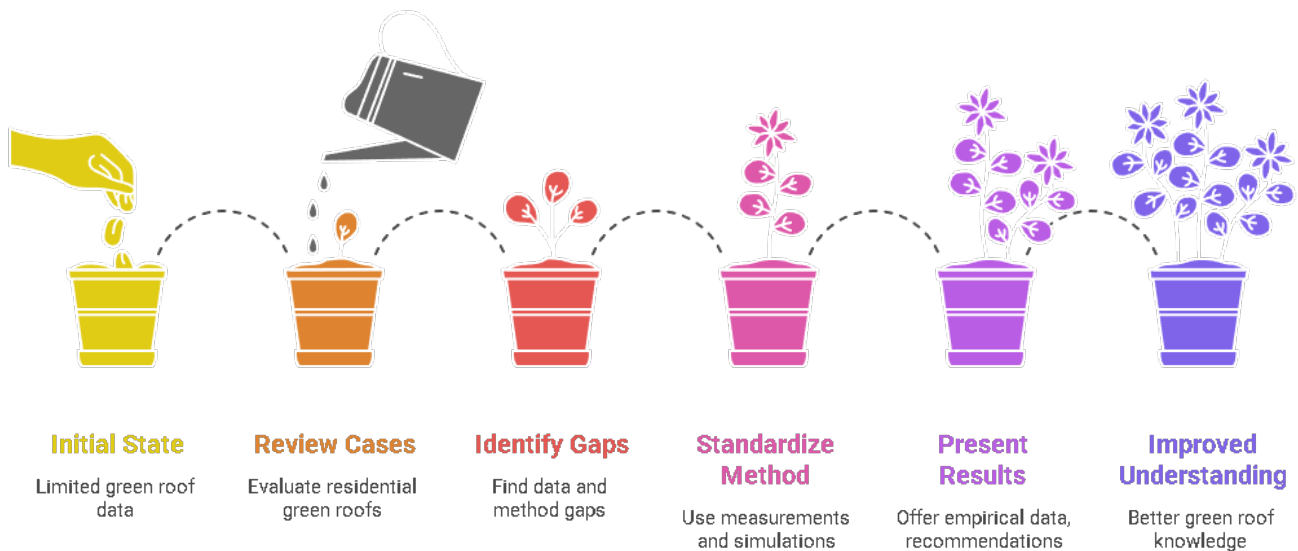 Initial State
Limited green roof
data
Review Cases
Evaluate residential
green roofs
Identify Gaps
Find data and
method gaps
Standardize
Method
Use measurements
and simulations
Present
Results
Offer empirical data,
recommendations
Improved
Understanding
Better green roof
knowledge